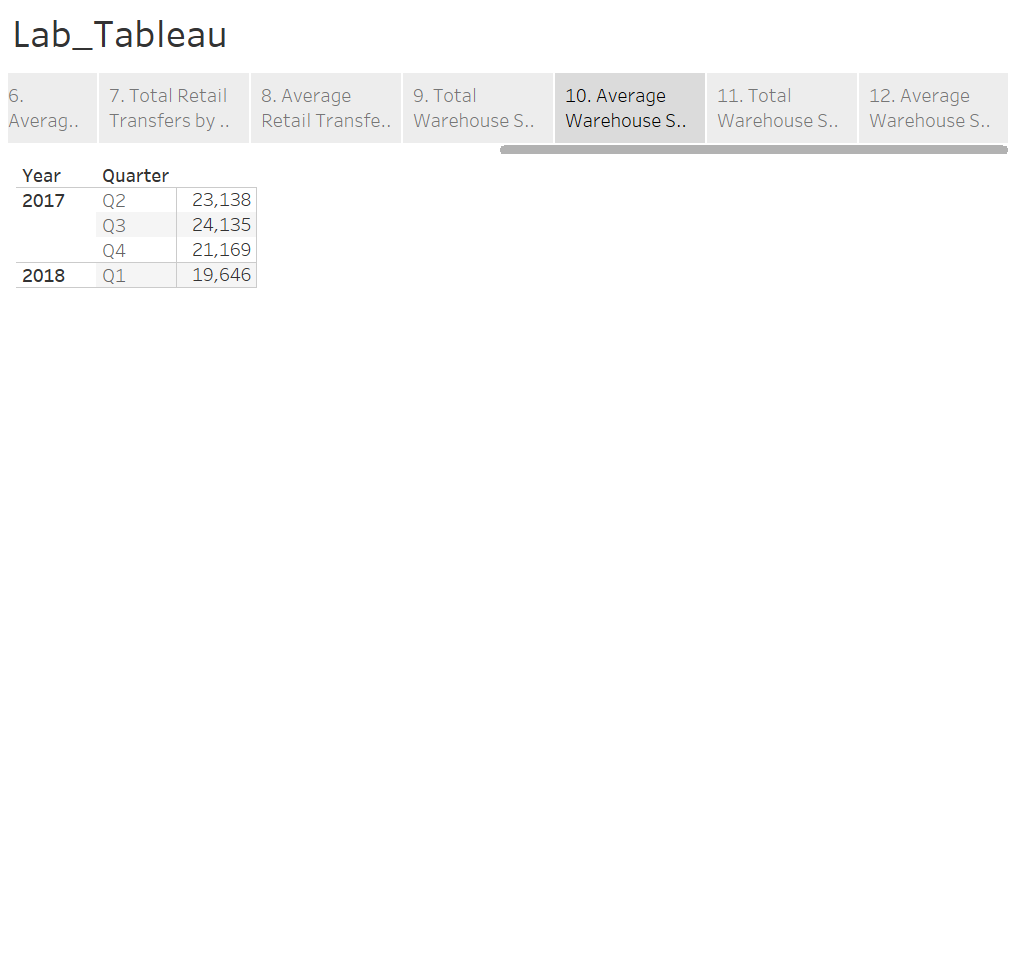 Lab_Tableau
6. Averag..
7. Total Retail Transfers by ..
8. Average Retail Transfe..
9. Total Warehouse S..
10. Average Warehouse S..
11. Total Warehouse S..
12. Average Warehouse S..
Year Quarter
2017 Q2 23,138
Q3 24,135
Q4 21,169
2018 Q1 19,646